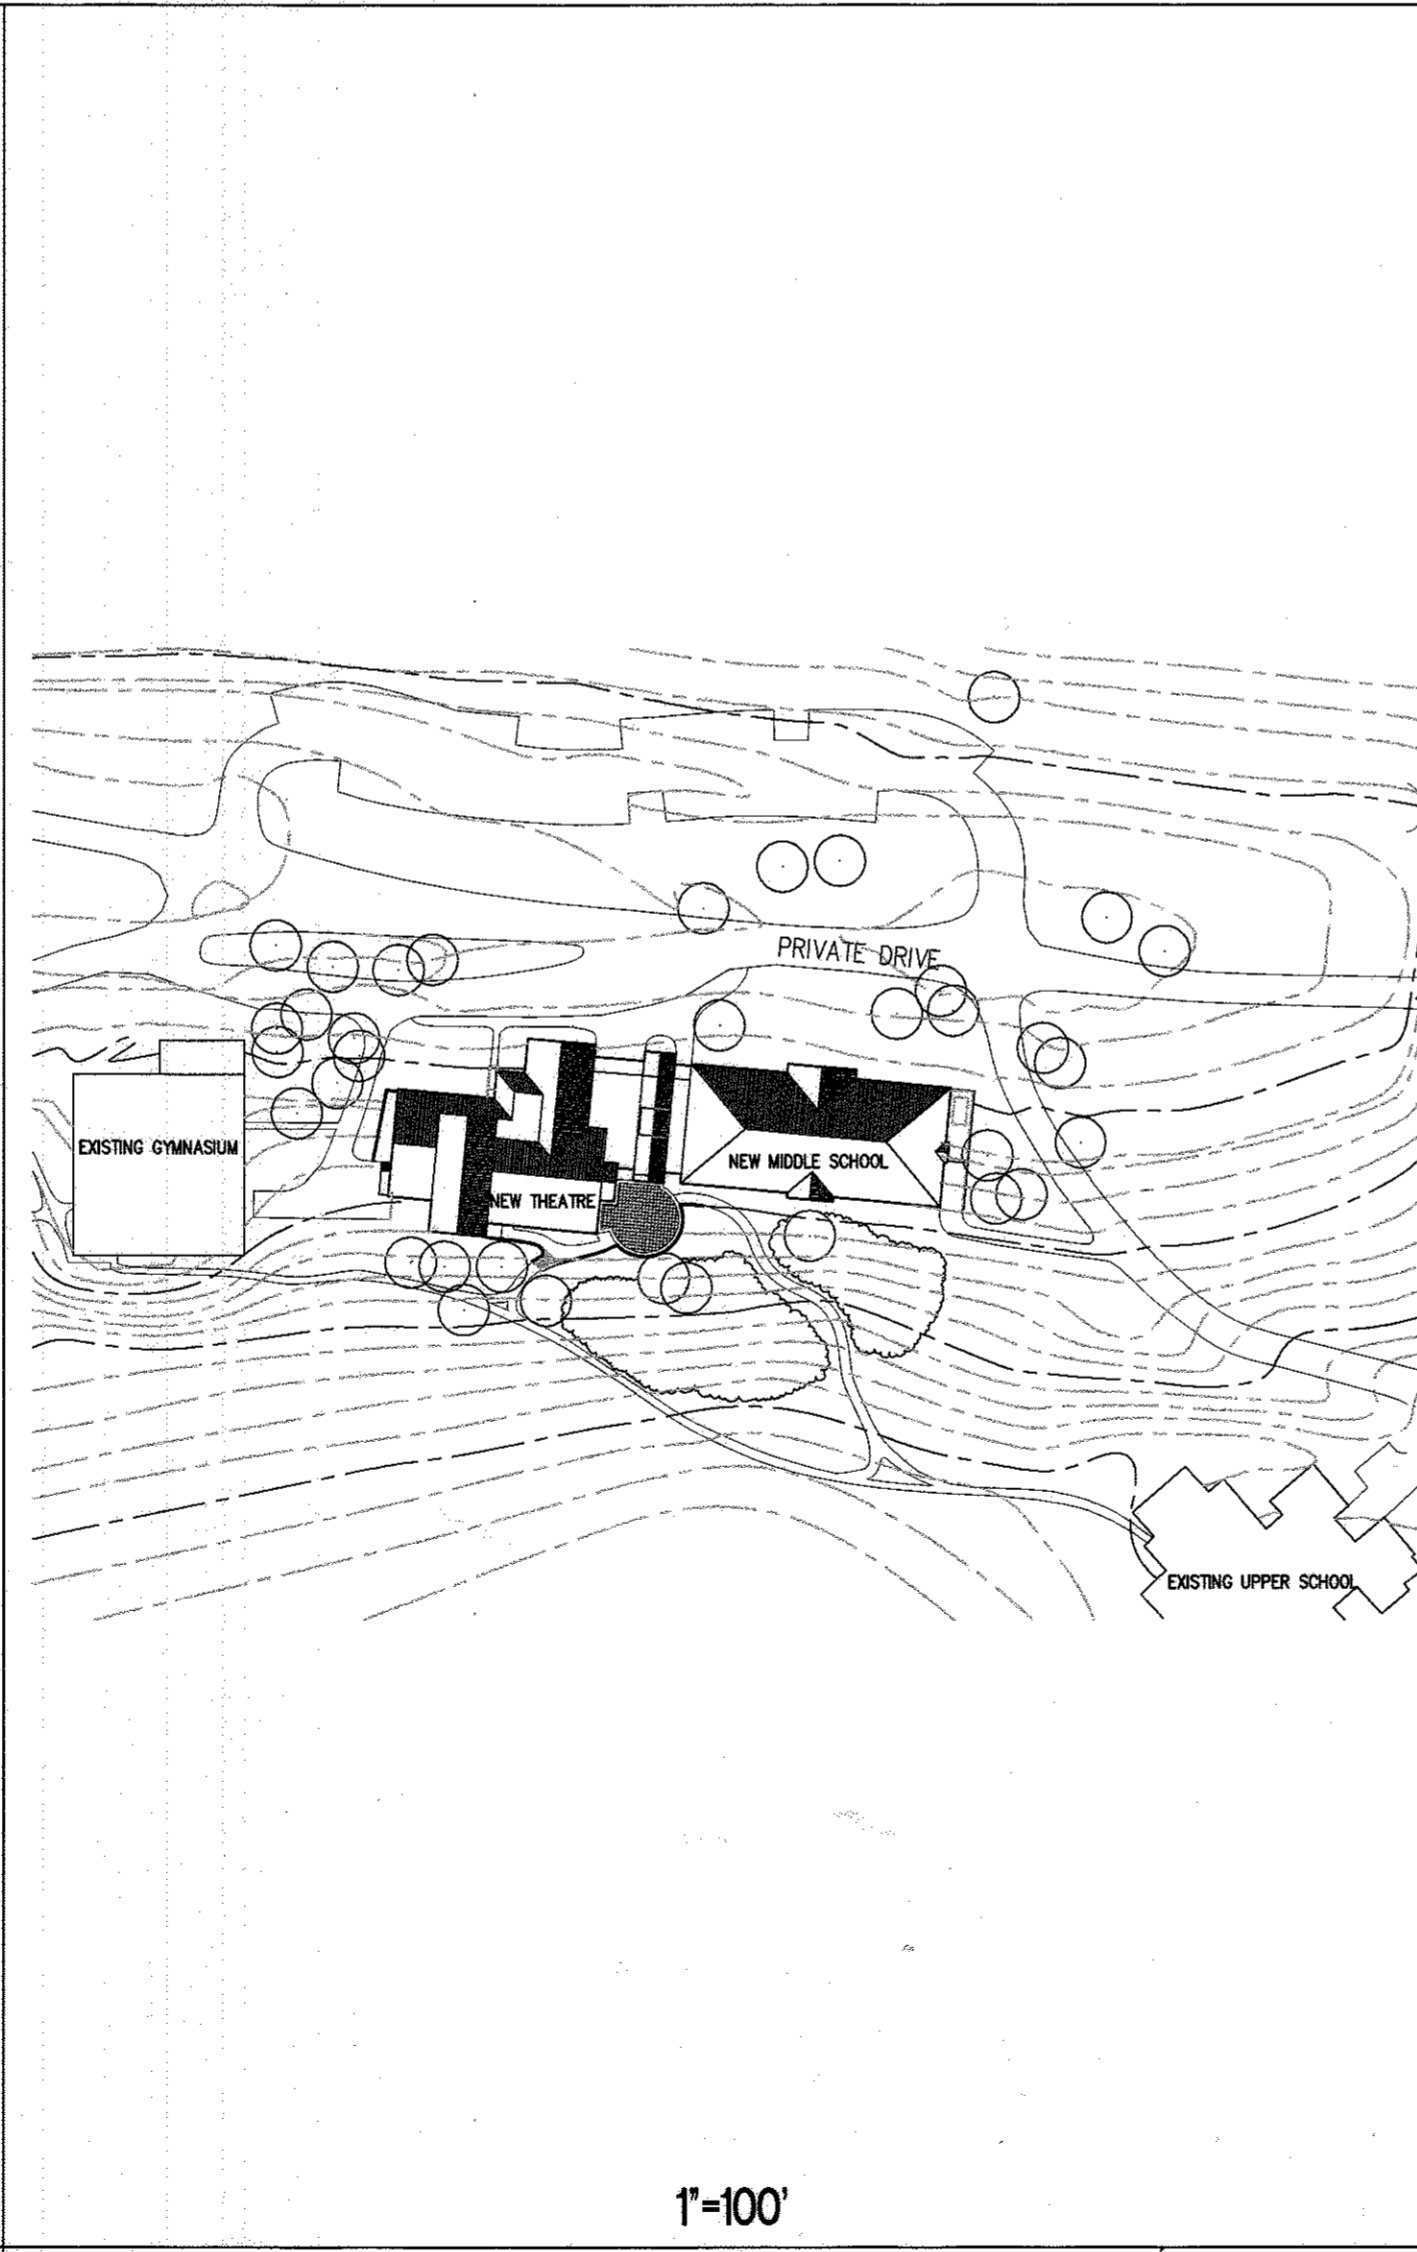 PRIVATE DRIVE
EXISTING GYMNASIUM
NEW MIDDLE SCHOOL
NEW THEATRE
EXISTING UPPER SCHOOL
1"=100'